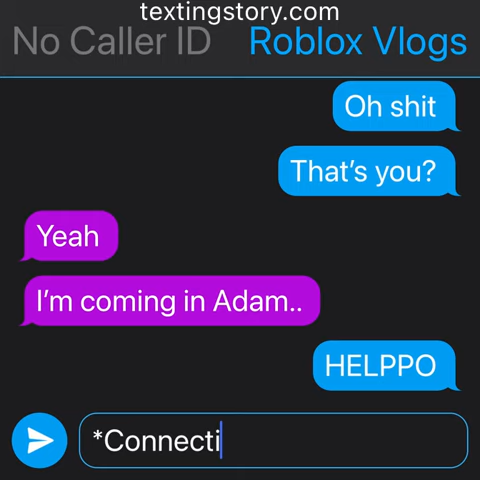 textingstory.com
No Caller ID Roblox Vlogs
Oh shit
That’s you?
Yeah
I’m coming in Adam..
HELPPO
*Connecti